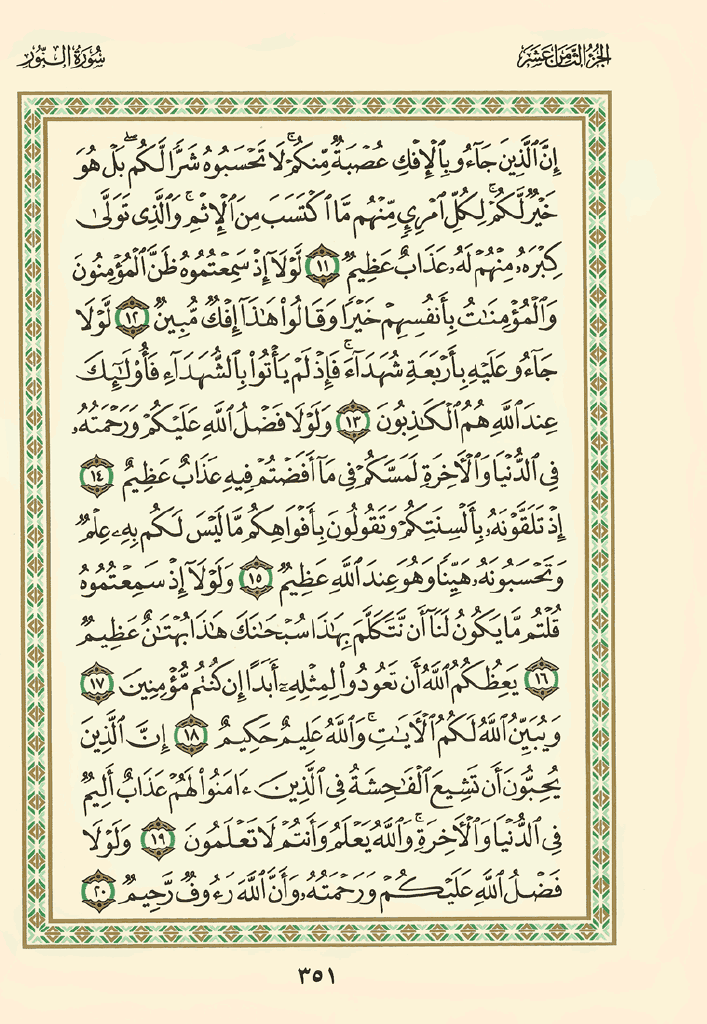 الجزء الثامن عشر
سورة النور
إِنَّ ٱلَّذِينَ جَآءُو بِٱلْإِفْكِ عُصْبَةٌ مِّنكُمْ ۚ لَا تَحْسَبُوهُ شَرًّا لَّكُم ۖ بَلْ هُوَ
خَيْرٌ لَّكُمْ ۚ لِكُلِّ ٱمْرِئٍ مِّنْهُم مَّا ٱكْتَسَبَ مِنَ ٱلْإِثْمِ ۚ وَٱلَّذِى تَوَلَّىٰ
كِبْرَهُۥ مِنْهُمْ لَهُۥ عَذَابٌ عَظِيمٌ ١١ لَّوْلَآ إِذْ سَمِعْتُمُوهُ ظَنَّ ٱلْمُؤْمِنُونَ
وَٱلْمُؤْمِنَٰتُ بِأَنفُسِهِمْ خَيْرًا وَقَالُوا۟ هَٰذَآ إِفْكٌ مُّبِينٌ ١٢ لَّوْلَا
جَآءُو عَلَيْهِ بِأَرْبَعَةِ شُهَدَآءَ ۚ فَإِذْ لَمْ يَأْتُوا۟ بِٱلشُّهَدَآءِ فَأُو۟لَٰٓئِكَ
عِندَ ٱللَّهِ هُمُ ٱلْكَٰذِبُونَ ١٣ وَلَوْلَا فَضْلُ ٱللَّهِ عَلَيْكُمْ وَرَحْمَتُهُۥ
فِى ٱلدُّنْيَا وَٱلْءَاخِرَةِ لَمَسَّكُمْ فِى مَآ أَفَضْتُمْ فِيهِ عَذَابٌ عَظِيمٌ ١٤
إِذْ تَلَقَّوْنَهُۥ بِأَلْسِنَتِكُمْ وَتَقُولُونَ بِأَفْوَاهِكُم مَّا لَيْسَ لَكُم بِهِۦ عِلْمٌ
وَتَحْسَبُونَهُۥ هَيِّنًا وَهُوَ عِندَ ٱللَّهِ عَظِيمٌ ١٥ وَلَوْلَآ إِذْ سَمِعْتُمُوهُ
قُلْتُم مَّا يَكُونُ لَنَآ أَن نَّتَكَلَّمَ بِهَٰذَا سُبْحَٰنَكَ هَٰذَا بُهْتَٰنٌ عَظِيمٌ
١٦ يَعِظُكُمُ ٱللَّهُ أَن تَعُودُوا۟ لِمِثْلِهِۦٓ أَبَدًا إِن كُنتُم مُّؤْمِنِينَ ١٧
وَيُبَيِّنُ ٱللَّهُ لَكُمُ ٱلْءَايَٰتِ ۚ وَٱللَّهُ عَلِيمٌ حَكِيمٌ ١٨ إِنَّ ٱلَّذِينَ
يُحِبُّونَ أَن تَشِيعَ ٱلْفَٰحِشَةُ فِى ٱلَّذِينَ ءَامَنُوا۟ لَهُمْ عَذَابٌ أَلِيمٌ
فِى ٱلدُّنْيَا وَٱلْءَاخِرَةِ ۚ وَٱللَّهُ يَعْلَمُ وَأَنتُمْ لَا تَعْلَمُونَ ١٩ وَلَوْلَا
فَضْلُ ٱللَّهِ عَلَيْكُمْ وَرَحْمَتُهُۥ وَأَنَّ ٱللَّهَ رَءُوفٌ رَّحِيمٌ ٢٠
٣٥١